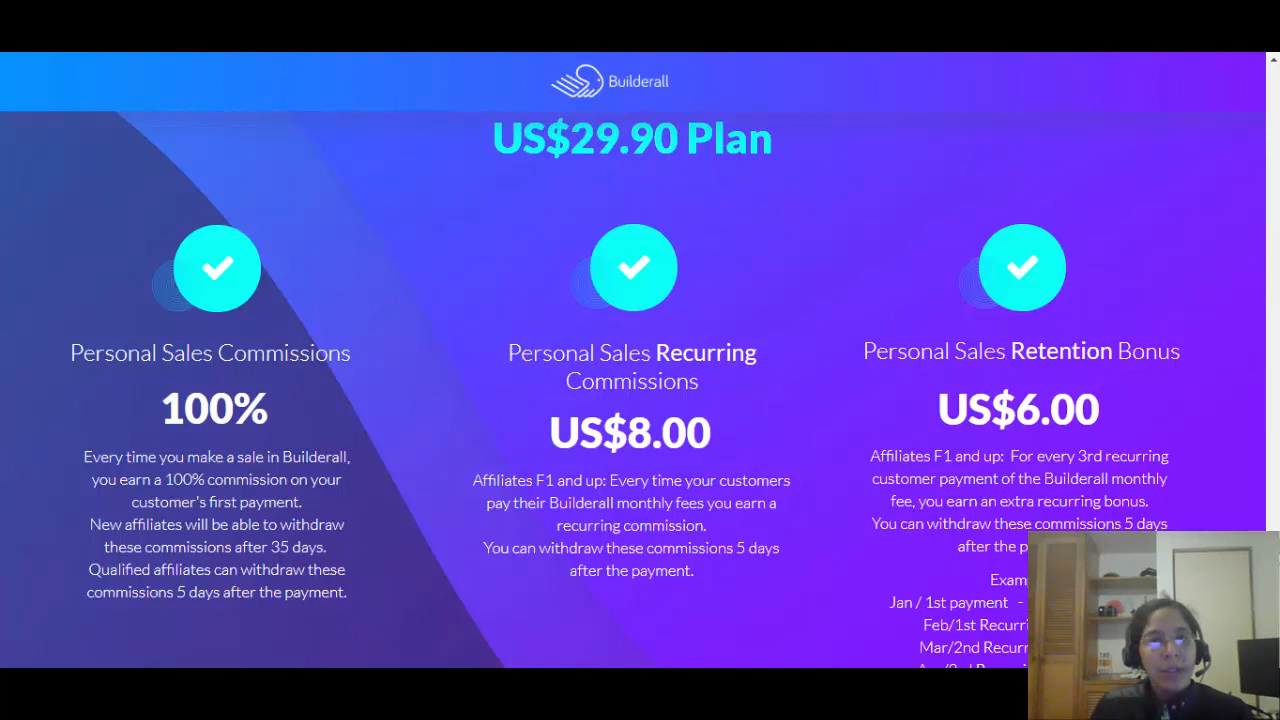 Builderall
US$29.90 Plan
Personal Sales Commissions
100%
Every time you make a sale in Builderall,
you earn a 100% commission on your
customer's first payment.
New affiliates will be able to withdraw
these commissions after 35 days.
Qualified affiliates can withdraw these
commissions 5 days after the payment.
Personal Sales Recurring
Commissions
US$8.00
Affiliates F1 and up: Every time your customers
pay their Builderall monthly fees you earn a
recurring commission.
You can withdraw these commissions 5 days
after the payment.
Personal Sales Retention Bonus
US$6.00
Affiliates F1 and up: For every 3rd recurring
customer payment of the Builderall monthly
fee, you earn an extra recurring bonus.
You can withdraw these commissions 5 days
after the p
Exam
Jan / 1st payment -
Feb/1st Recurri
Mar/2nd Recurr